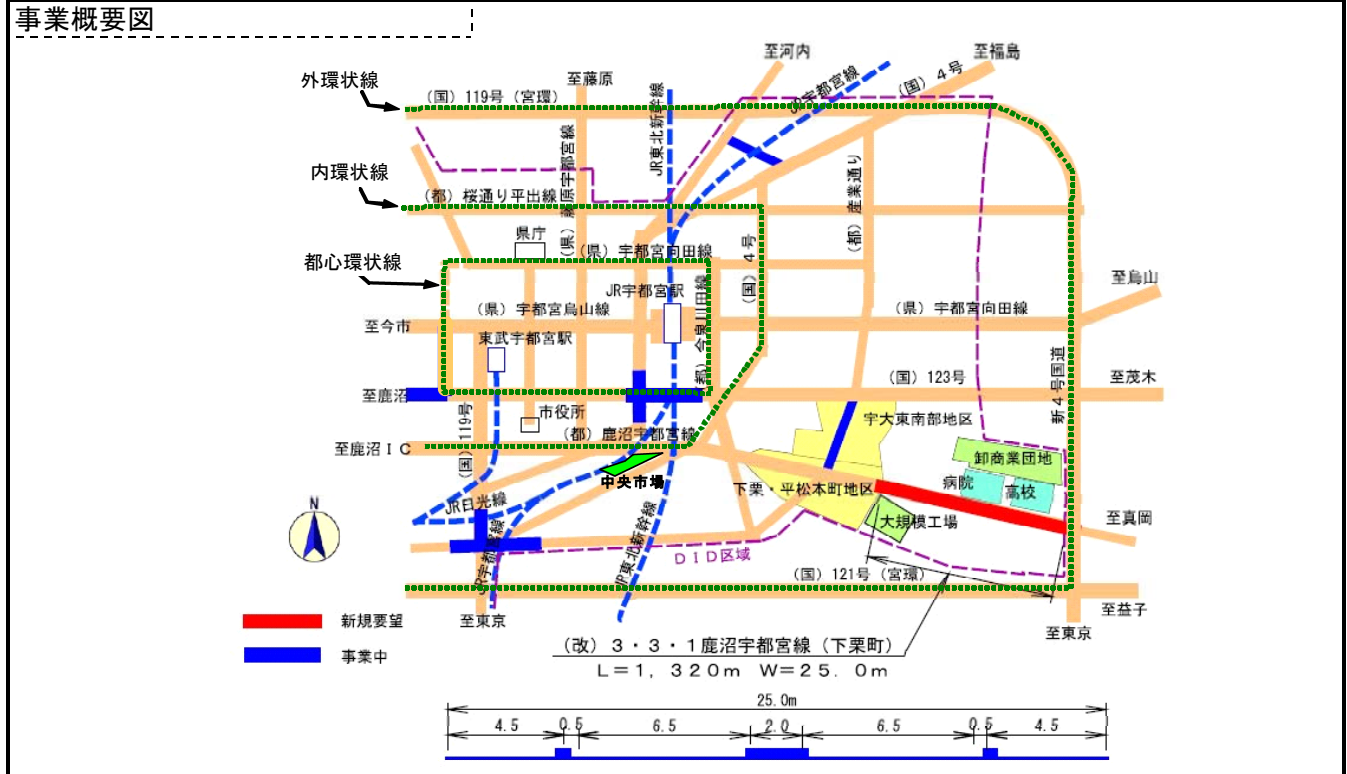 事業概要図
至河内
至福島
外環状線
至藤原
(国) 119号 (宮環)
JR東北新幹線
JR宇都宮線
(国) 4号
内環状線
(都) 桜通り平出線
(県) 藤原宇都宮線
(都) 産業通り
県庁
(県) 宇都宮向田線
(国) 4号
都心環状線
JR宇都宮駅
至烏山
(県) 宇都宮烏山線
(都) 今泉川田線
(県) 宇都宮向田線
至今市
東武宇都宮駅
新4号国道
至鹿沼
(国) 123号
至茂木
(国) 119号
市役所
宇大東南部地区
(都) 鹿沼宇都宮線
至鹿沼IC
卸商業団地
中央市場
下栗・平松本町地区
病院
高校
JR日光線
大規模工場
至真岡
N
JR宇都宮線
JR東北新幹線
DID区域
(国) 121号 (宮環)
至益子
新規要望
至東京
至東京
(改) 3・3・1鹿沼宇都宮線 (下栗町)
事業中
L=1, 320m W=25. 0m
25.0m
4.5 0.5 6.5 2.0 6.5 0.5 4.5